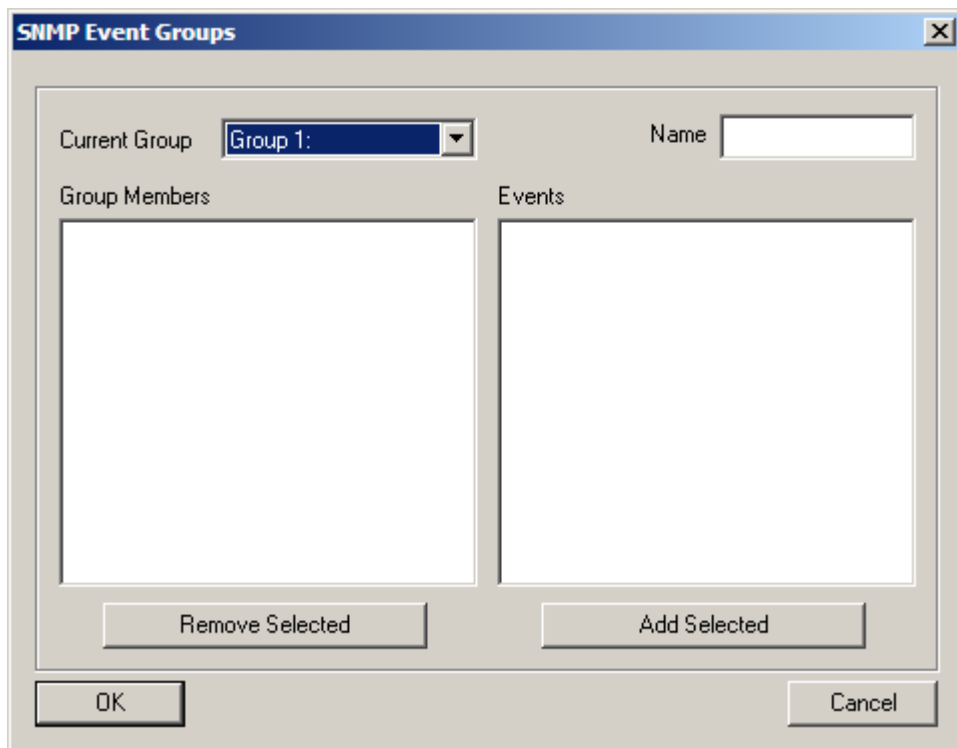 SNMP Event Groups
Current Group
Group 1:
Name
Group Members
Events
Remove Selected
Add Selected
OK
Cancel